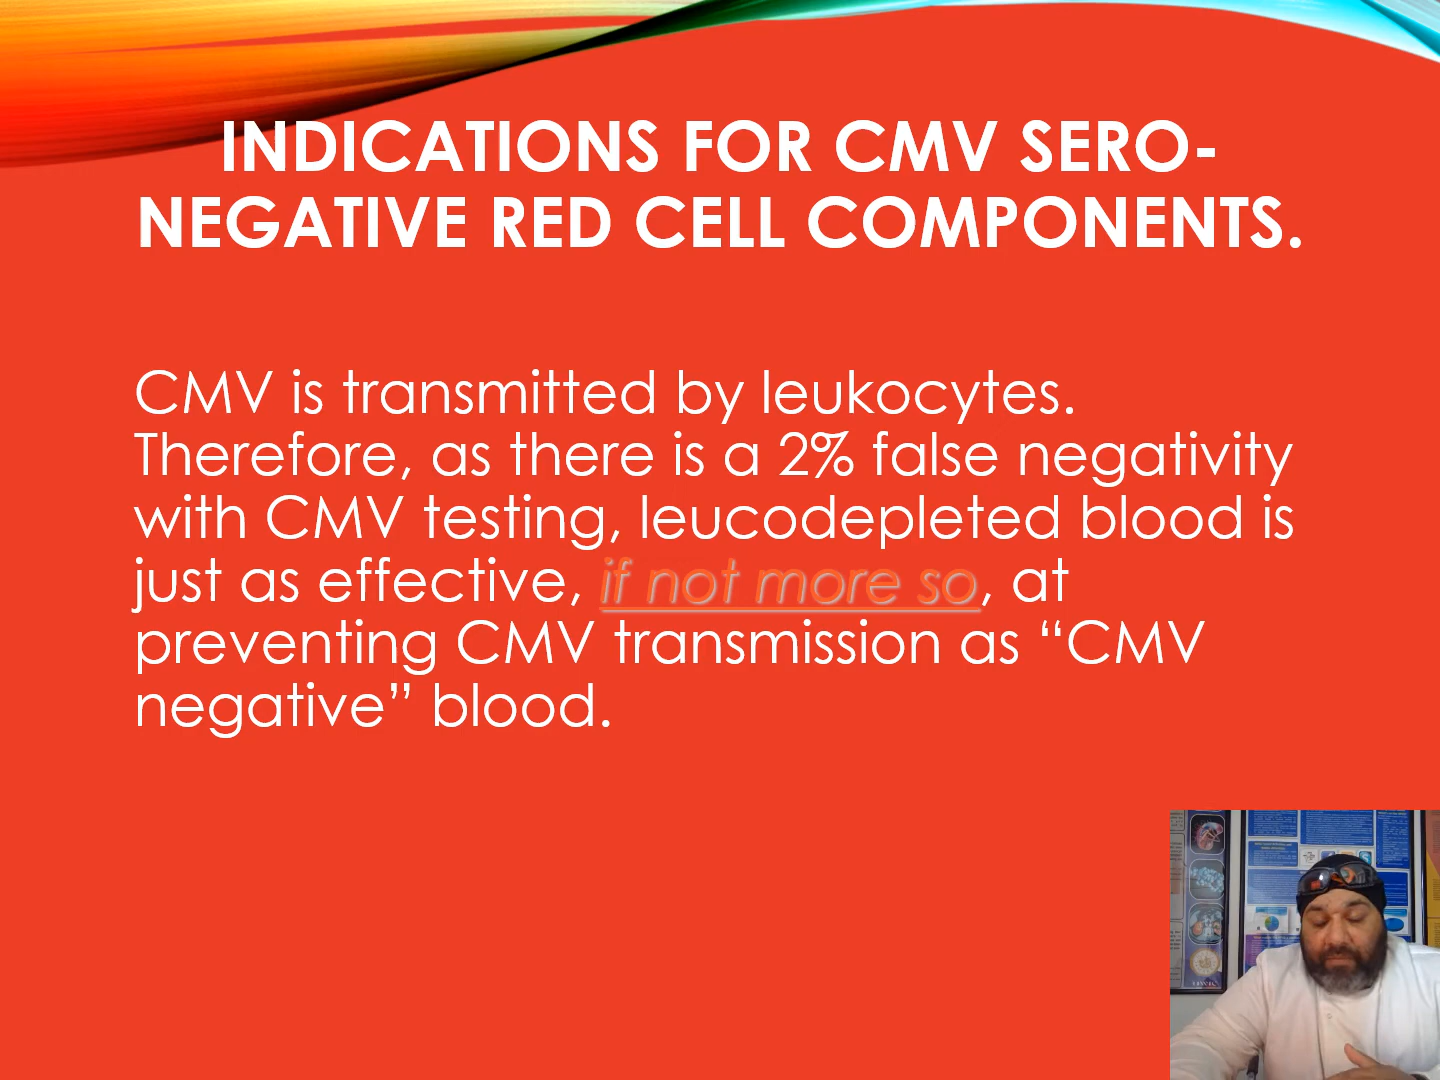 INDICATIONS FOR CMV SERO-
NEGATIVE RED CELL COMPONENTS.
CMV is transmitted by leukocytes.
Therefore, as there is a 2% false negativity
with CMV testing, leucodepleted blood is
just as effective, if not more so, at
preventing CMV transmission as “CMV
negative” blood.